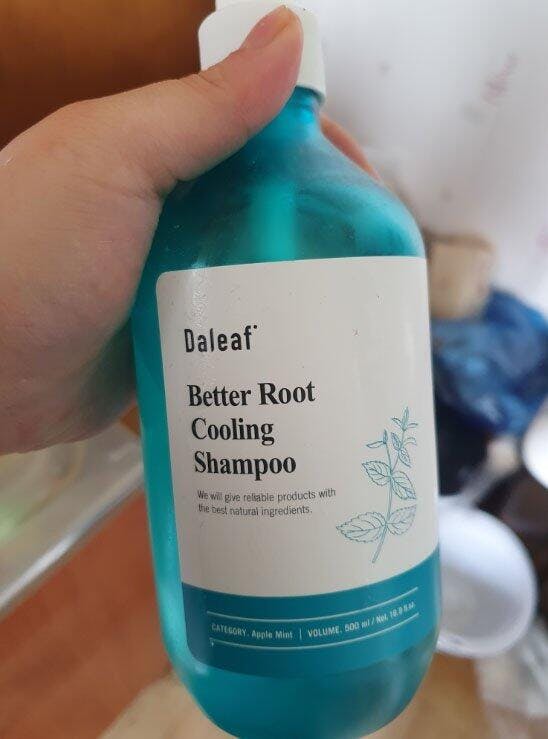 Daleaf
Better Root
Cooling
Shampoo
We will give reliable products with
the best natural ingredients.
CATEGORY. Apple Mint | VOLUME. 500 ml / Net. 16.9 fl.oz.